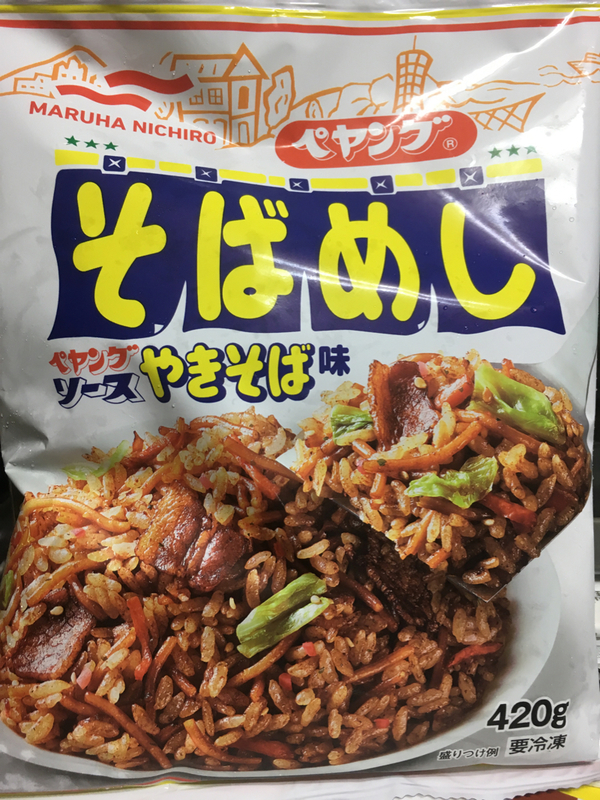 MARUHA NICHIRO
ペヤング®
そばめし
ペヤング
ソース やきそば味
420g
盛りつけ例 要冷凍